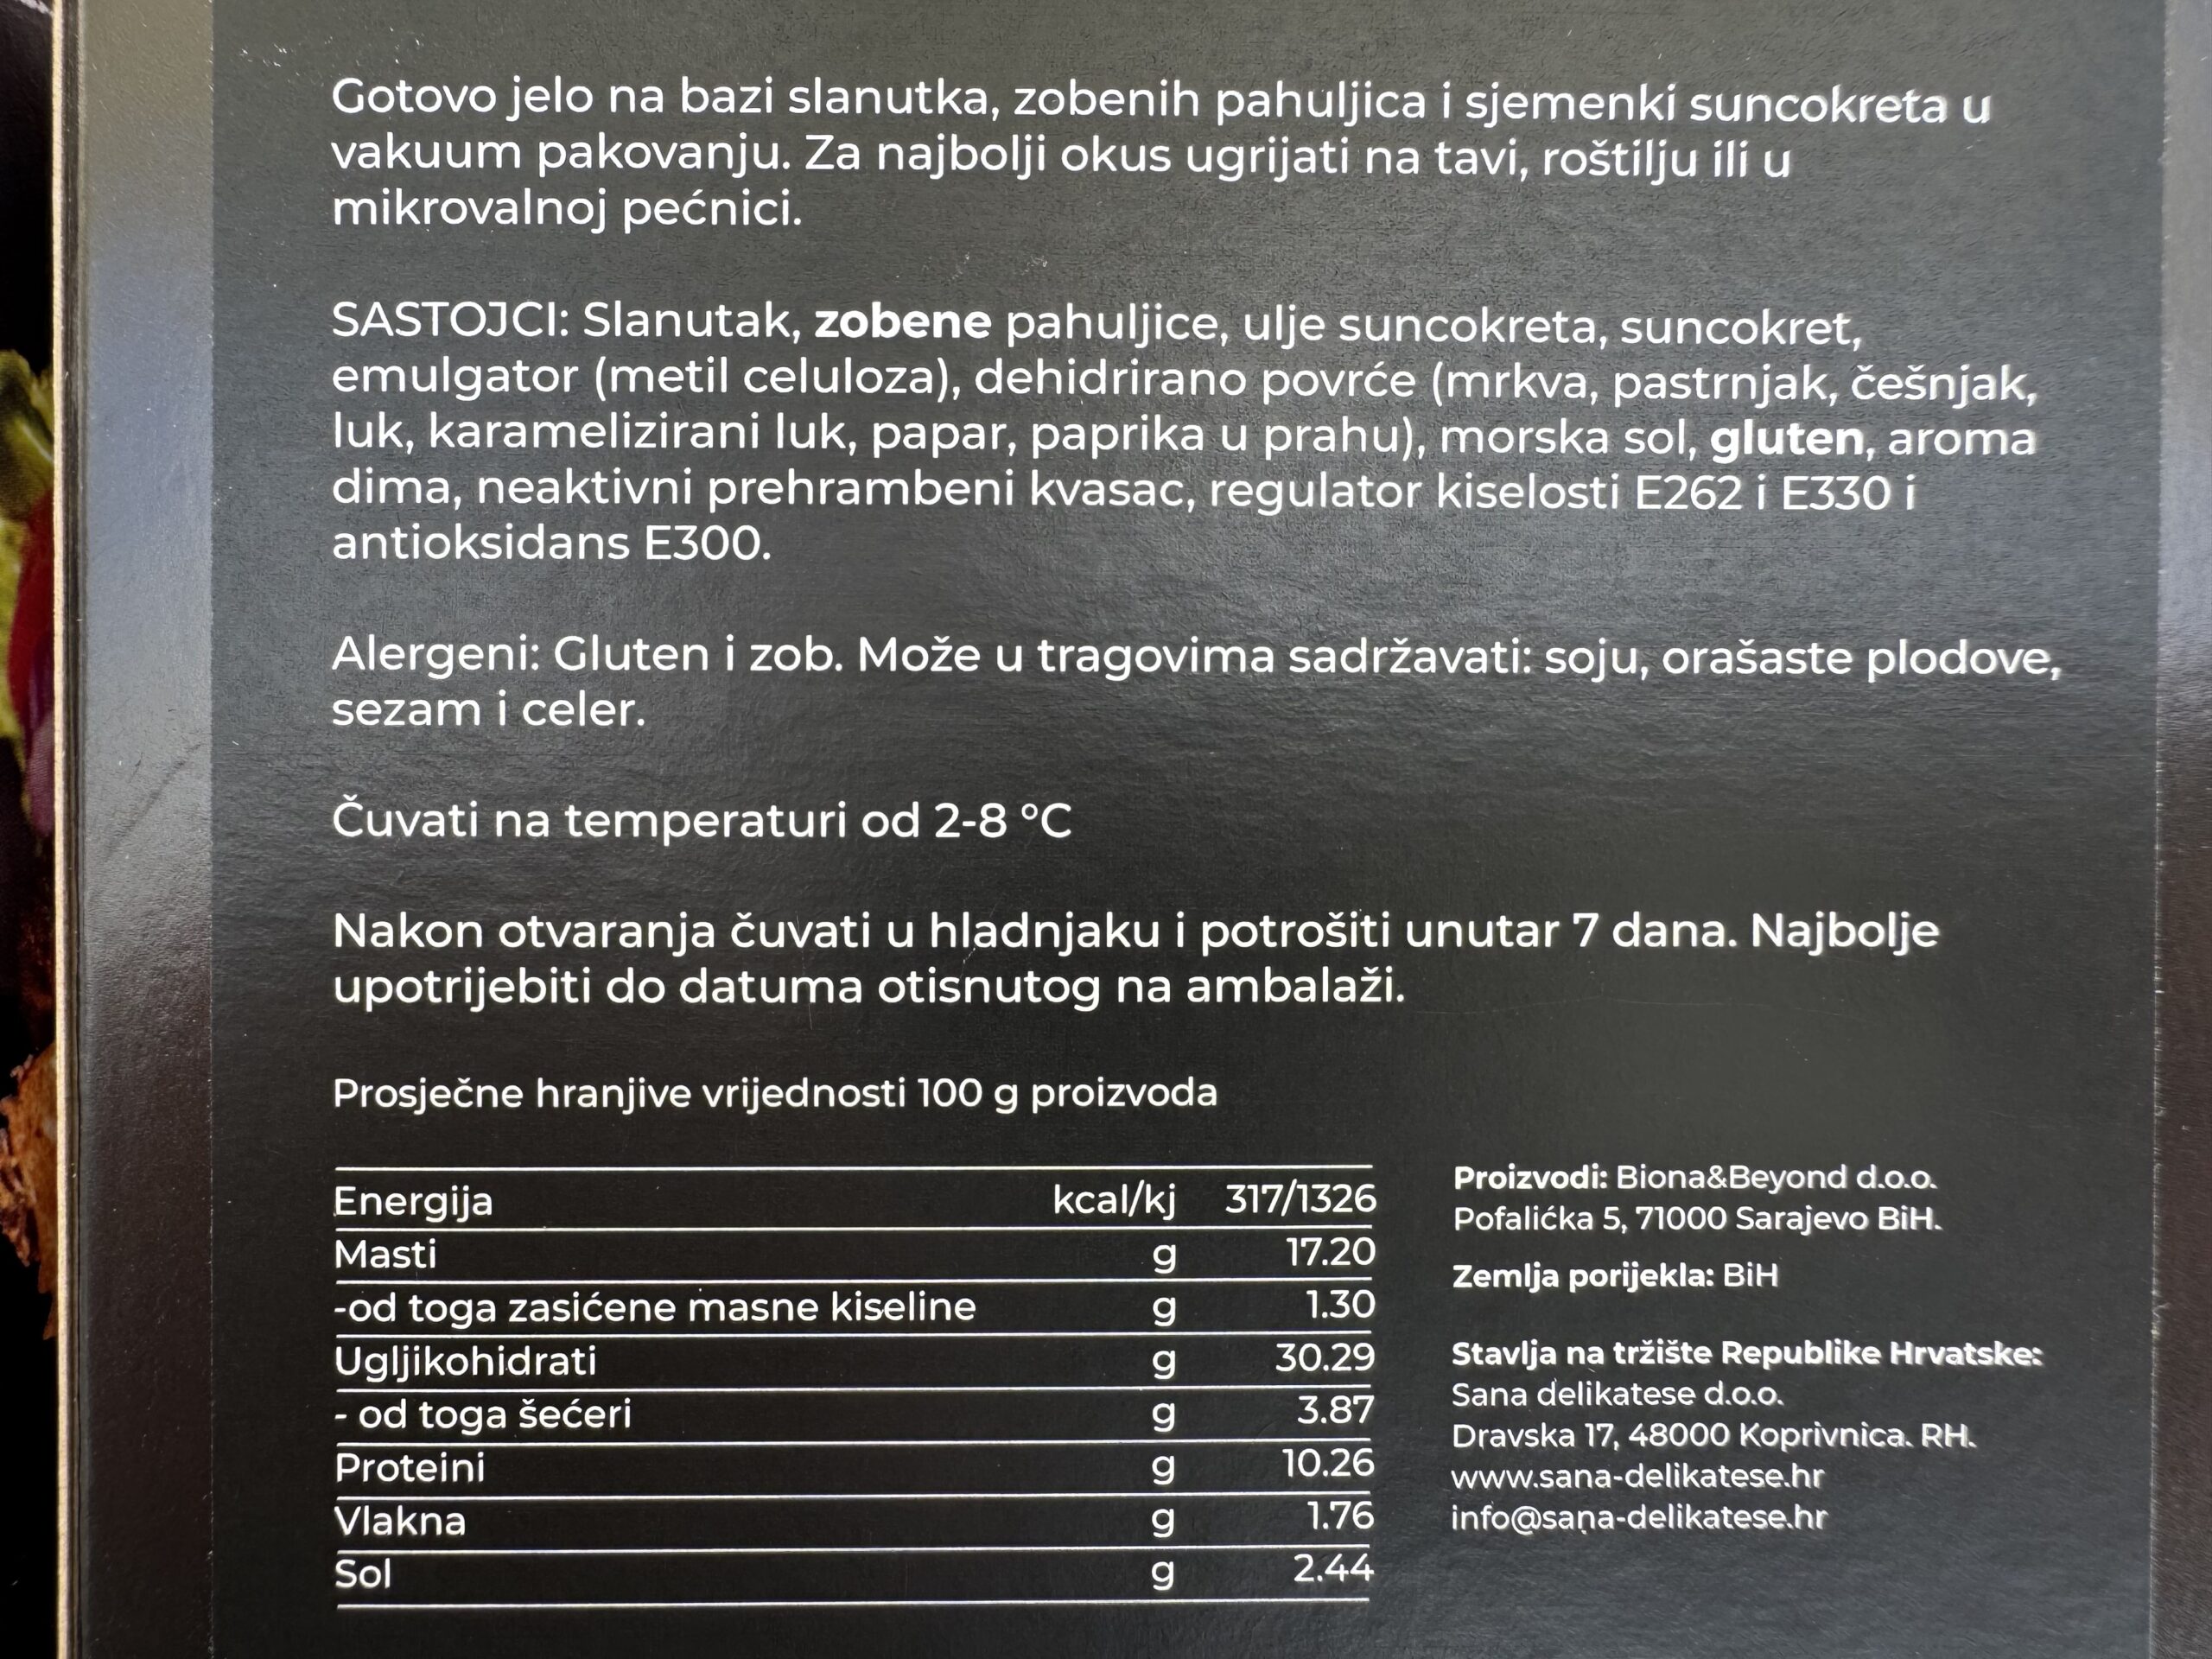 Gotovo jelo na bazi slanutka, zobenih pahuljica i sjemenki suncokreta u
vakuum pakovanju. Za najbolji okus ugrijati na tavi, roštilju ili u
mikrovalnoj pećnici.
SASTOJCI: Slanutak, zobene pahuljice, ulje suncokreta, suncokret,
emulgator (metil celuloza), dehidrirano povrće (mrkva, pastrnjak, češnjak,
luk, karamelizirani luk, papar, paprika u prahu), morska sol, gluten, aroma
dima, neaktivni prehrambeni kvasac, regulator kiselosti E262 i E330 i
antioksidans E300.
Alergeni: Gluten i zob. Može u tragovima sadržavati: soju, orašaste plodove,
sezam i celer.
Čuvati na temperaturi od 2-8 °C
Nakon otvaranja čuvati u hladnjaku i potrošiti unutar 7 dana. Najbolje
upotrijebiti do datuma otisnutog na ambalaži.
Prosječne hranjive vrijednosti 100 g proizvoda
Energija kcal/kj 317/1326
Masti g 17.20
-od toga zasićene masne kiseline g 1.30
Ugljikohidrati g 30.29
- od toga šećeri g 3.87
Proteini g 10.26
Vlakna g 1.76
Sol g 2.44
Proizvodi: Biona&Beyond d.o.o.
Pofalićka 5, 71000 Sarajevo BiH.
Zemlja porijekla: BiH
Stavlja na tržište Republike Hrvatske:
Sana delikatese d.o.o.
Dravska 17, 48000 Koprivnica. RH.
www.sana-delikatese.hr
info@sana-delikatese.hr